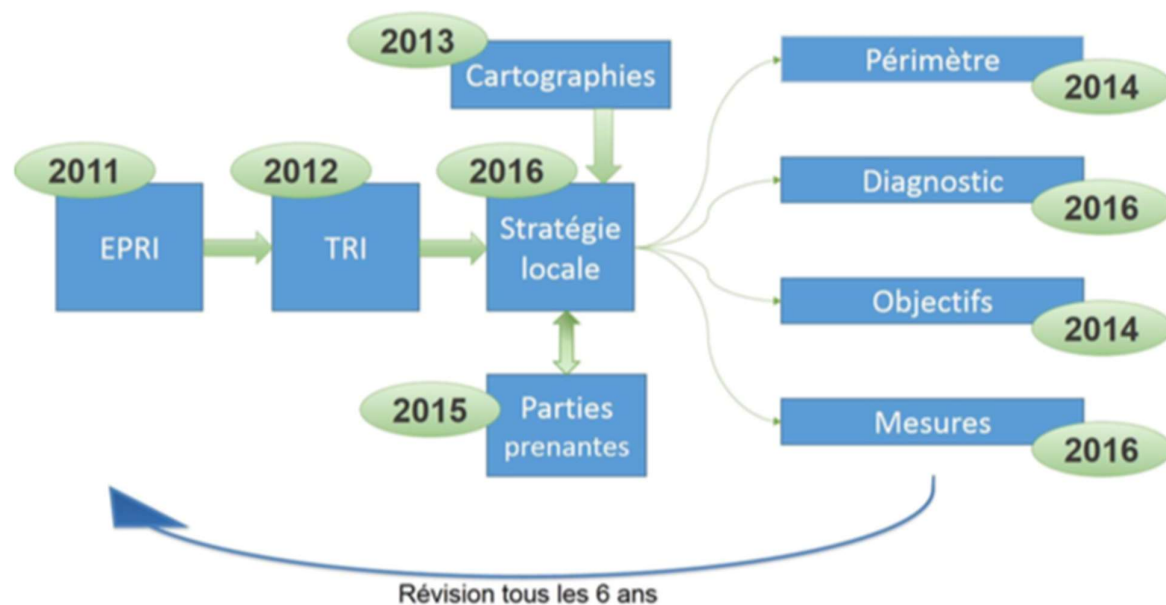 2013
Cartographies
2011
EPRI
2012
TRI
2016
Stratégie
locale
2015
Parties
prenantes
Périmètre
2014
Diagnostic
2016
Objectifs
2014
Mesures
2016
Révision tous les 6 ans